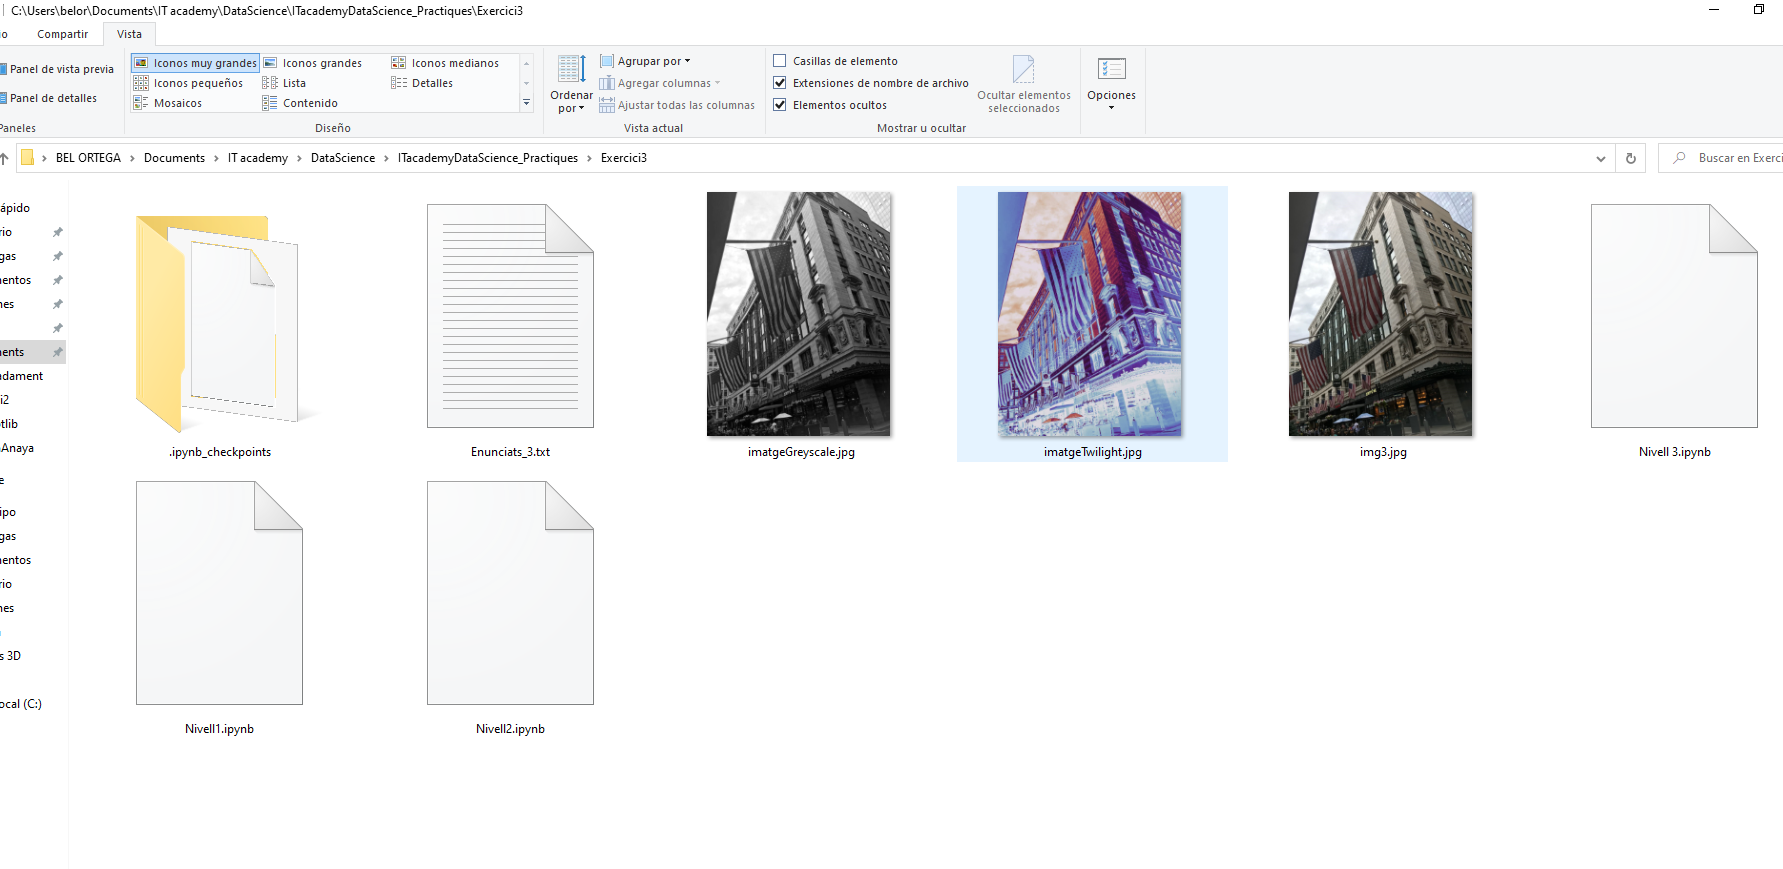 C:\Users\belor\Documents\IT academy\DataScience\ITacademyDataScience_Practiques\Exercici3
o Compartir Vista
Panel de vista previa
Panel de detalles
Paneles
Iconos muy grandes Iconos grandes Iconos medianos
Iconos pequeños Lista Detalles
Mosaicos Contenido
Diseño
Ordenar por
Agrupar por
Agregar columnas
Ajustar todas las columnas
Vista actual
Casillas de elemento
Extensiones de nombre de archivo
Elementos ocultos
Ocultar elementos
seleccionados
Mostrar u ocultar
Opciones
BEL ORTEGA › Documents › IT academy › DataScience › ITacademyDataScience_Practiques › Exercici3
Buscar en Exerci
ápido
rio
gas
nentos
nes
nents
ndament
i2
tlib
Anaya
e
ipo
gas
nentos
rio
nes
s 3D
ocal (C:)
.ipynb_checkpoints
Enunciats_3.txt
imatgeGreyscale.jpg
imatgeTwilight.jpg
img3.jpg
Nivell 3.ipynb
Nivell1.ipynb
Nivell2.ipynb